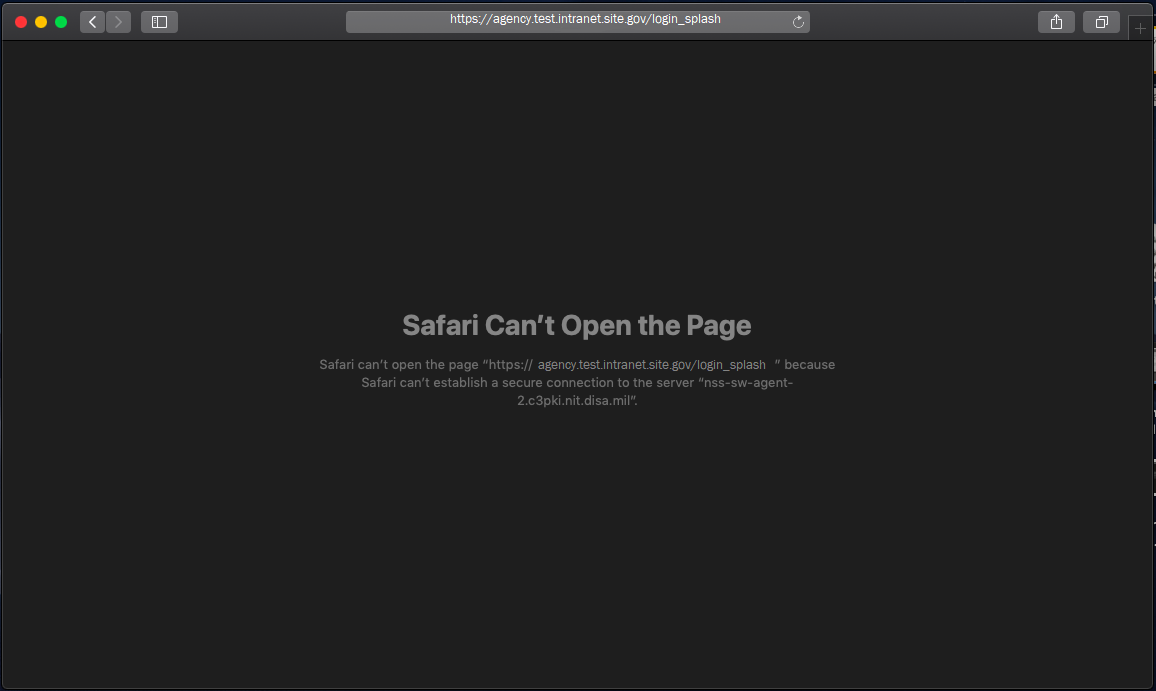 https://agency.test.intranet.site.gov/login_splash
Safari Can’t Open the Page
Safari can’t open the page “https:// agency.test.intranet.site.gov/login_splash ” because
Safari can’t establish a secure connection to the server “nss-sw-agent-
2.c3pki.nit.disa.mil”.